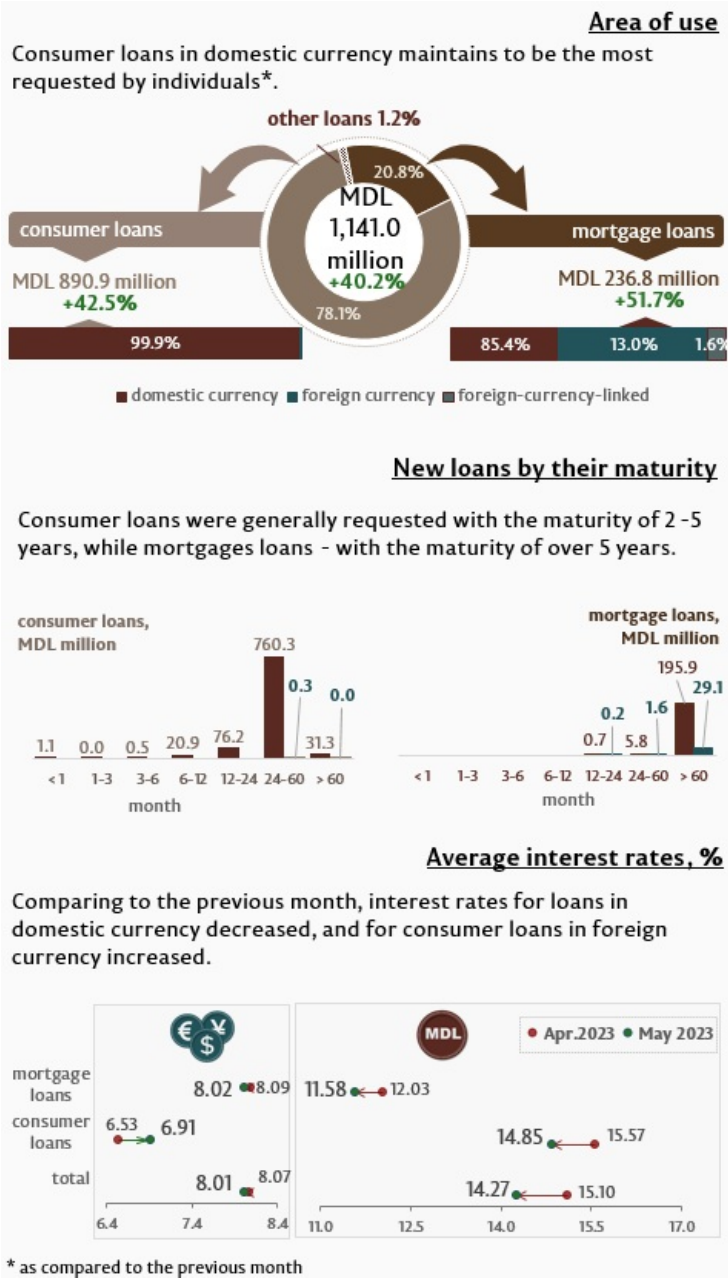 Area of use
Consumer loans in domestic currency maintains to be the most
requested by individuals*.
other loans 1.2%
20.8%
MDL
1,141.0
million
+40.2%
78.1%
consumer loans
MDL 890.9 million
+42.5%
99.9%
mortgage loans
MDL 236.8 million
+51.7%
85.4% 13.0% 1.6%
domestic currency foreign currency foreign-currency-linked
New loans by their maturity
Consumer loans were generally requested with the maturity of 2 -5
years, while mortgages loans - with the maturity of over 5 years.
consumer loans,
MDL million
760.3
0.3 0.0
1.1 0.0 0.5 20.9 76.2 31.3
<1 1-3 3-6 6-12 12-24 24-60 >60
month
mortgage loans,
MDL million
195.9
29.1
0.2 1.6
0.7 5.8
<1 1-3 3-6 6-12 12-24 24-60 >60
month
Average interest rates, %
Comparing to the previous month, interest rates for loans in
domestic currency decreased, and for consumer loans in foreign
currency increased.
€ ¥ $
MDL
Apr.2023 May 2023
mortgage
loans
8.02 8.09 11.58 12.03
consumer
loans
6.53 6.91 14.85 15.57
total
8.01 8.07 14.27 15.10
6.4 7.4 8.4 11.0 12.5 14.0 15.5 17.0
* as compared to the previous month